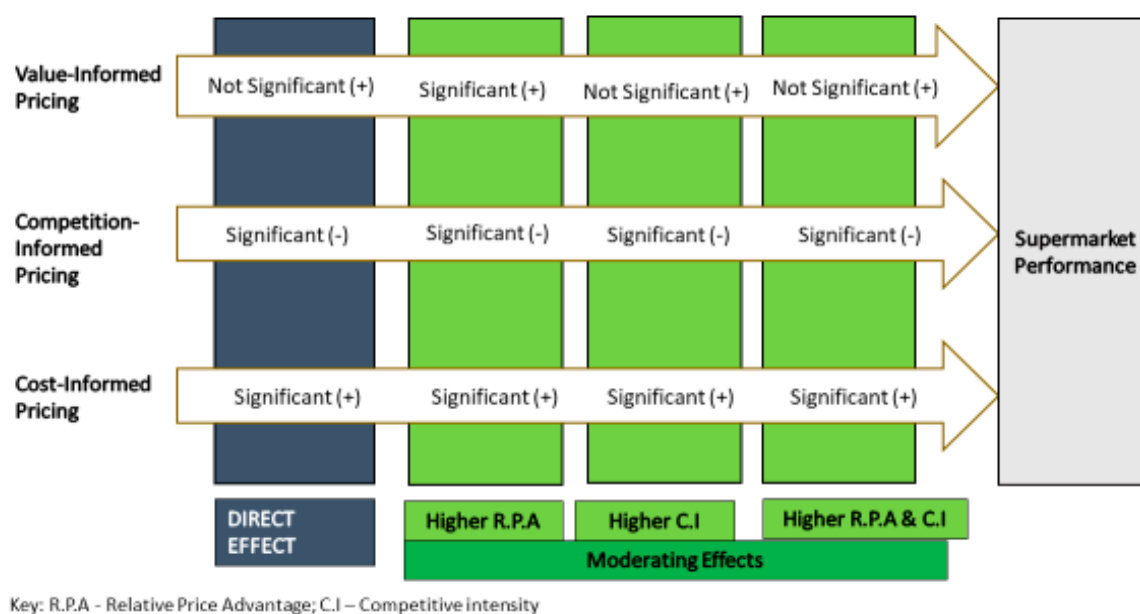 Value-Informed
Pricing
Not Significant (+)
Significant (+)
Not Significant (+)
Not Significant (+)
Competition-
Informed
Pricing
Significant (-)
Significant (-)
Significant (-)
Significant (-)
Supermarket
Performance
Cost-Informed
Pricing
Significant (+)
Significant (+)
Significant (+)
Significant (+)
DIRECT
EFFECT
Higher R.P.A
Higher C.I
Higher R.P.A & C.I
Moderating Effects
Key: R.P.A - Relative Price Advantage; C.I – Competitive intensity